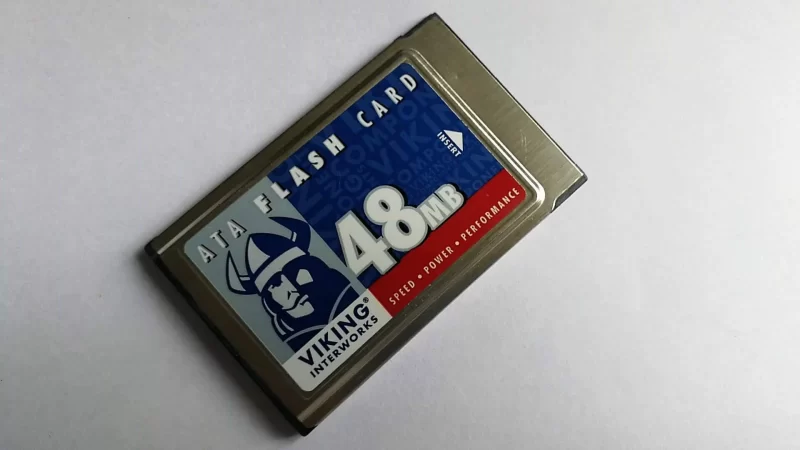 ATA FLASH CARD
INSERT
48MB
SPEED • POWER • PERFORMANCE
VIKING®
INTERWORKS